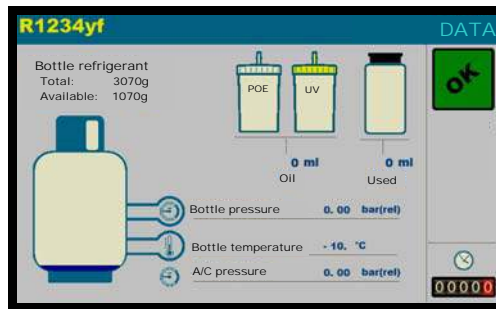 R1234yf
DATA
Bottle refrigerant
Total: 3070g
Available: 1070g
POE
UV
OK
0 ml
0 ml
Oil
Used
Bottle pressure 0. 00 bar(rel)
Bottle temperature - 10. °C
A/C pressure 0. 00 bar(rel)
00000